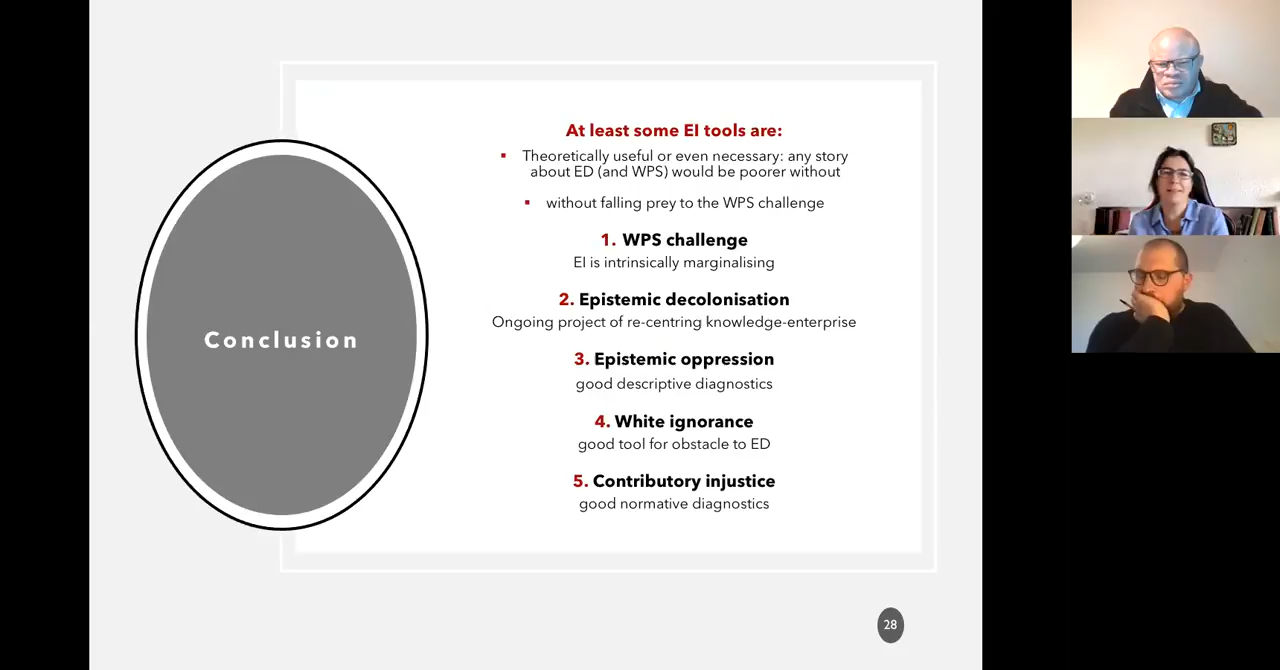 Conclusion
At least some EI tools are:
▪ Theoretically useful or even necessary: any story
about ED (and WPS) would be poorer without
▪ without falling prey to the WPS challenge
1. WPS challenge
EI is intrinsically marginalising
2. Epistemic decolonisation
Ongoing project of re-centring knowledge-enterprise
3. Epistemic oppression
good descriptive diagnostics
4. White ignorance
good tool for obstacle to ED
5. Contributory injustice
good normative diagnostics
28